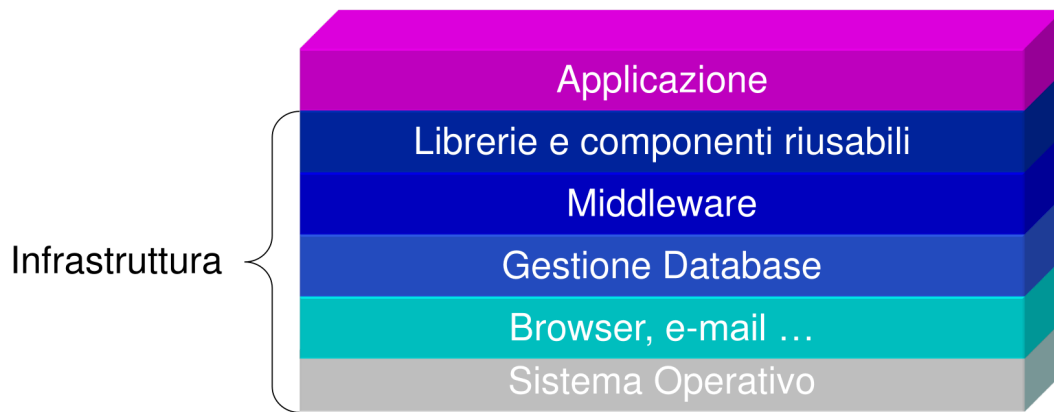 Applicazione
Librerie e componenti riusabili
Middleware
Infrastruttura
Gestione Database
Browser, e-mail …
Sistema Operativo